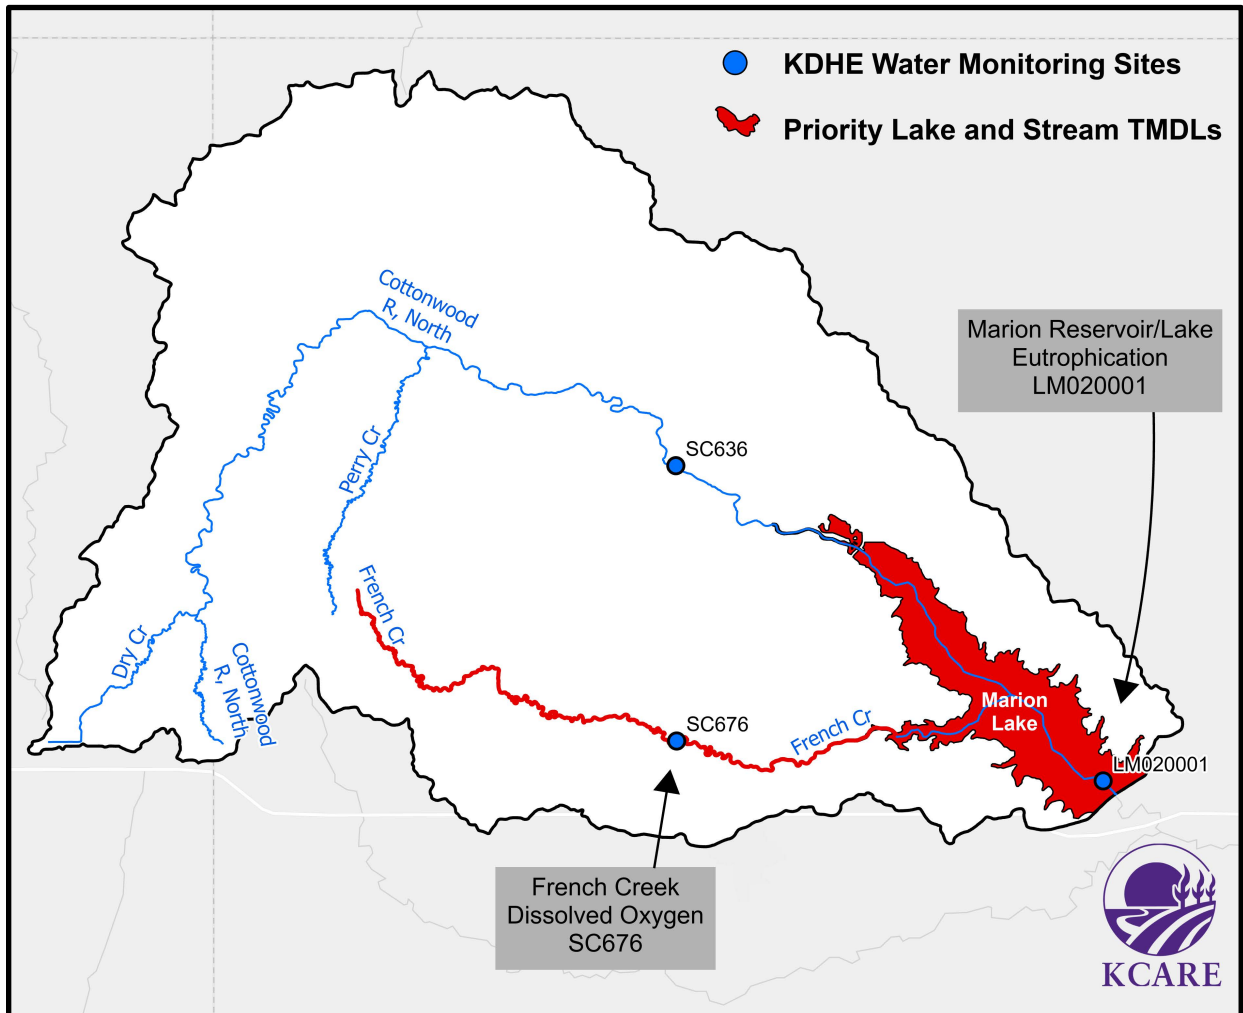 KDHE Water Monitoring Sites
Priority Lake and Stream TMDLs
Cottonwood
R, North
Marion Reservoir/Lake
Eutrophication
LM020001
Perry Cr
SC636
French Cr
Dry Cr
Cottonwood
R, North
Marion
Lake
SC676
French Cr
LM020001
French Creek
Dissolved Oxygen
SC676
KCARE